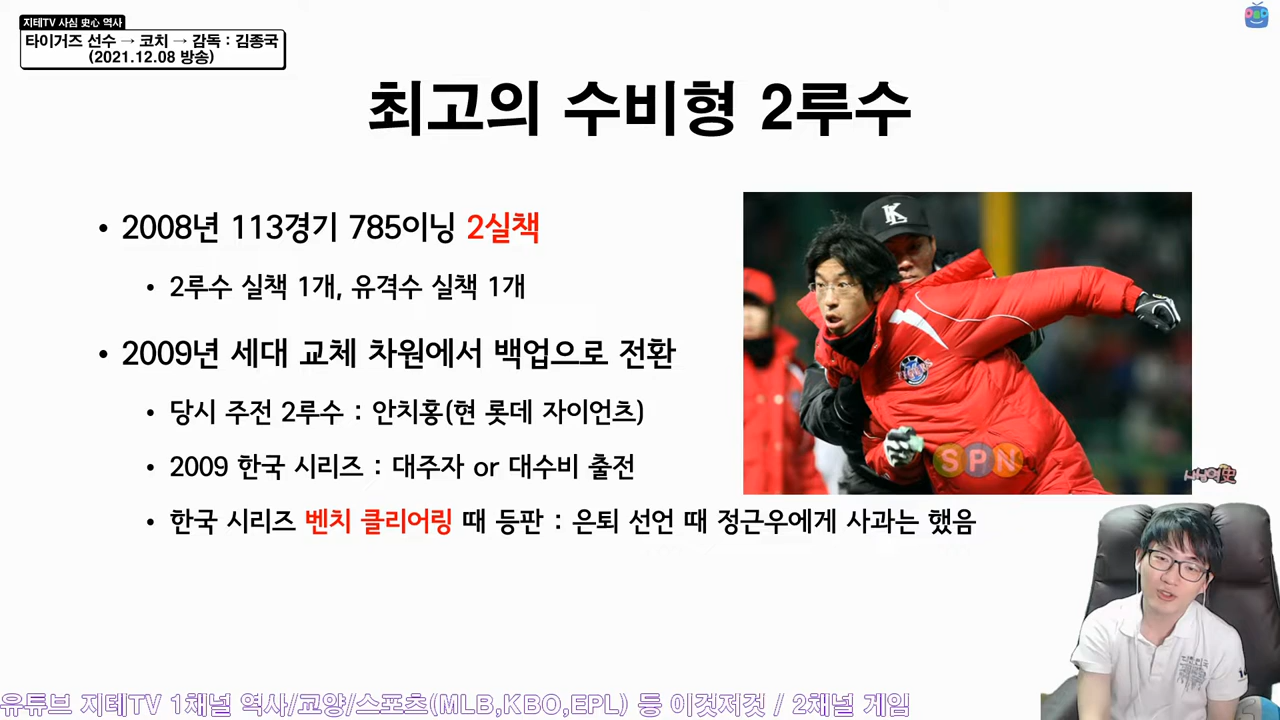 지테TV 사심 史心 역사
타이거즈 선수 → 코치 → 감독 : 김종국
(2021.12.08 방송)
최고의 수비형 2루수
• 2008년 113경기 785이닝 2실책
• 2루수 실책 1개, 유격수 실책 1개
• 2009년 세대 교체 차원에서 백업으로 전환
• 당시 주전 2루수 : 안치홍(현 롯데 자이언츠)
• 2009 한국 시리즈 : 대주자 or 대수비 출전
• 한국 시리즈 벤치 클리어링 때 등판 : 은퇴 선언 때 정근우에게 사과는 했음
K
SPN
유튜브 지테TV 1채널 역사/교양/스포츠(MLB,KBO,EPL) 등 이것저것 / 2채널 게임